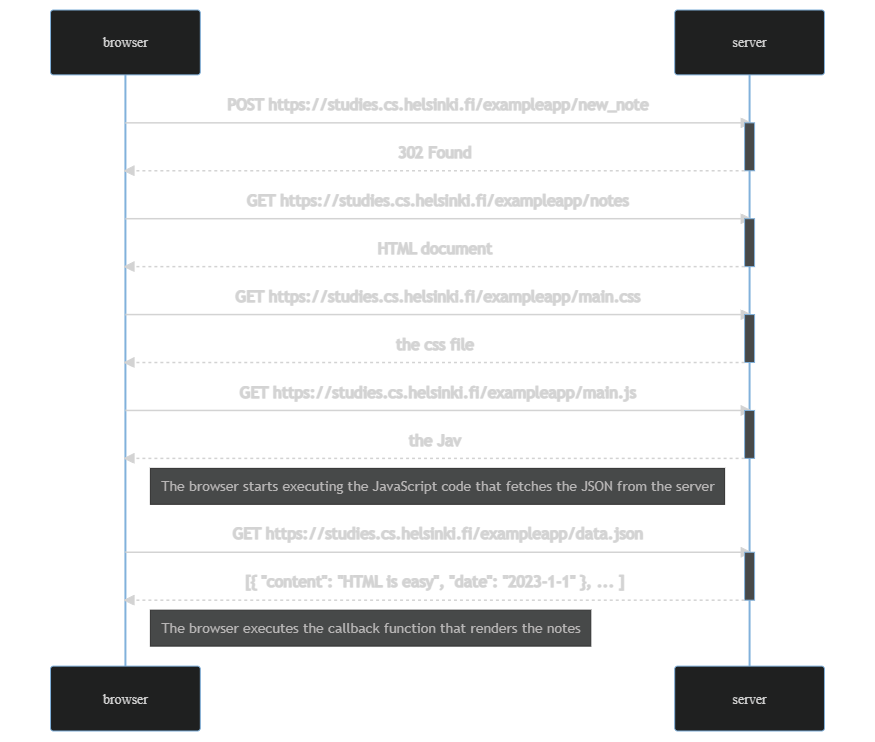 browser
server
POST https://studies.cs.helsinki.fi/exampleapp/new_note
302 Found
GET https://studies.cs.helsinki.fi/exampleapp/notes
HTML document
GET https://studies.cs.helsinki.fi/exampleapp/main.css
the css file
GET https://studies.cs.helsinki.fi/exampleapp/main.js
the Jav
The browser starts executing the JavaScript code that fetches the JSON from the server
GET https://studies.cs.helsinki.fi/exampleapp/data.json
[{ "content": "HTML is easy", "date": "2023-1-1" }, ... ]
The browser executes the callback function that renders the notes
browser
server